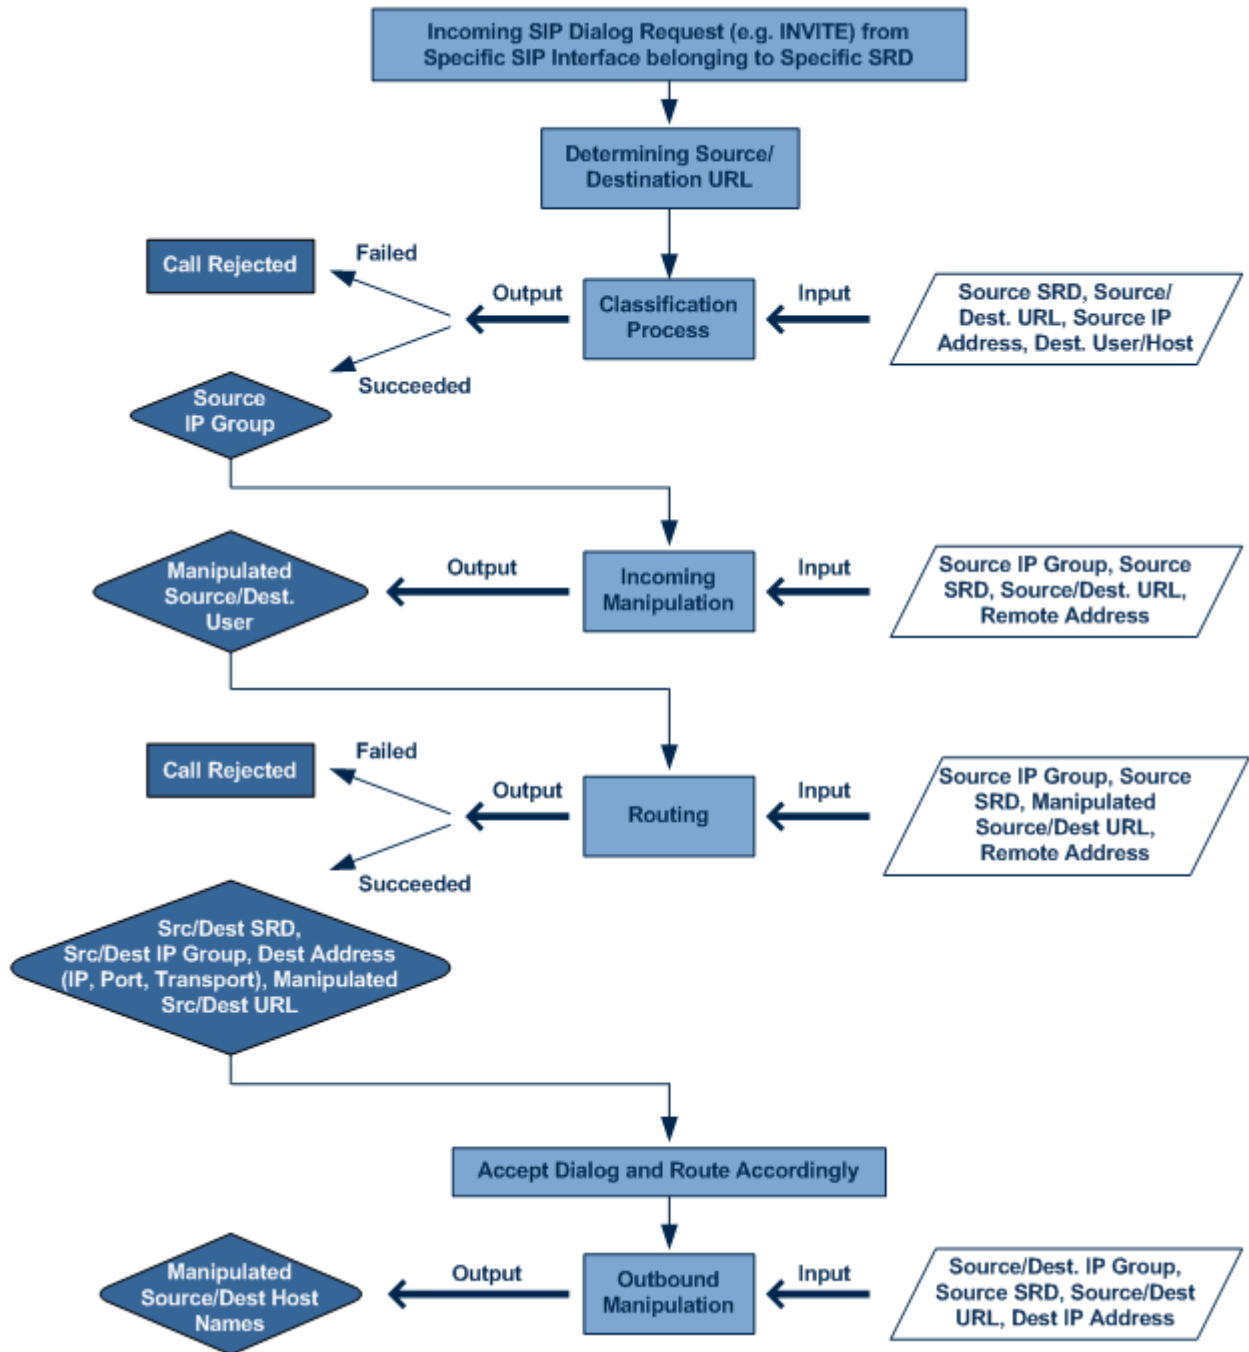 Incoming SIP Dialog Request (e.g. INVITE) from
Specific SIP Interface belonging to Specific SRD
Determining Source/
Destination URL
Call Rejected
Failed
Output
Classification
Process
Input
Source SRD, Source/
Dest. URL, Source IP
Address, Dest. User/Host
Succeeded
Source
IP Group
Manipulated
Source/Dest.
User
Output
Incoming
Manipulation
Input
Source IP Group, Source
SRD, Source/Dest. URL,
Remote Address
Call Rejected
Failed
Output
Routing
Input
Source IP Group, Source
SRD, Manipulated
Source/Dest URL,
Remote Address
Succeeded
Src/Dest SRD,
Src/Dest IP Group, Dest Address
(IP, Port, Transport), Manipulated
Src/Dest URL
Accept Dialog and Route Accordingly
Manipulated
Source/Dest Host
Names
Output
Outbound
Manipulation
Input
Source/Dest. IP Group,
Source SRD, Source/Dest
URL, Dest IP Address